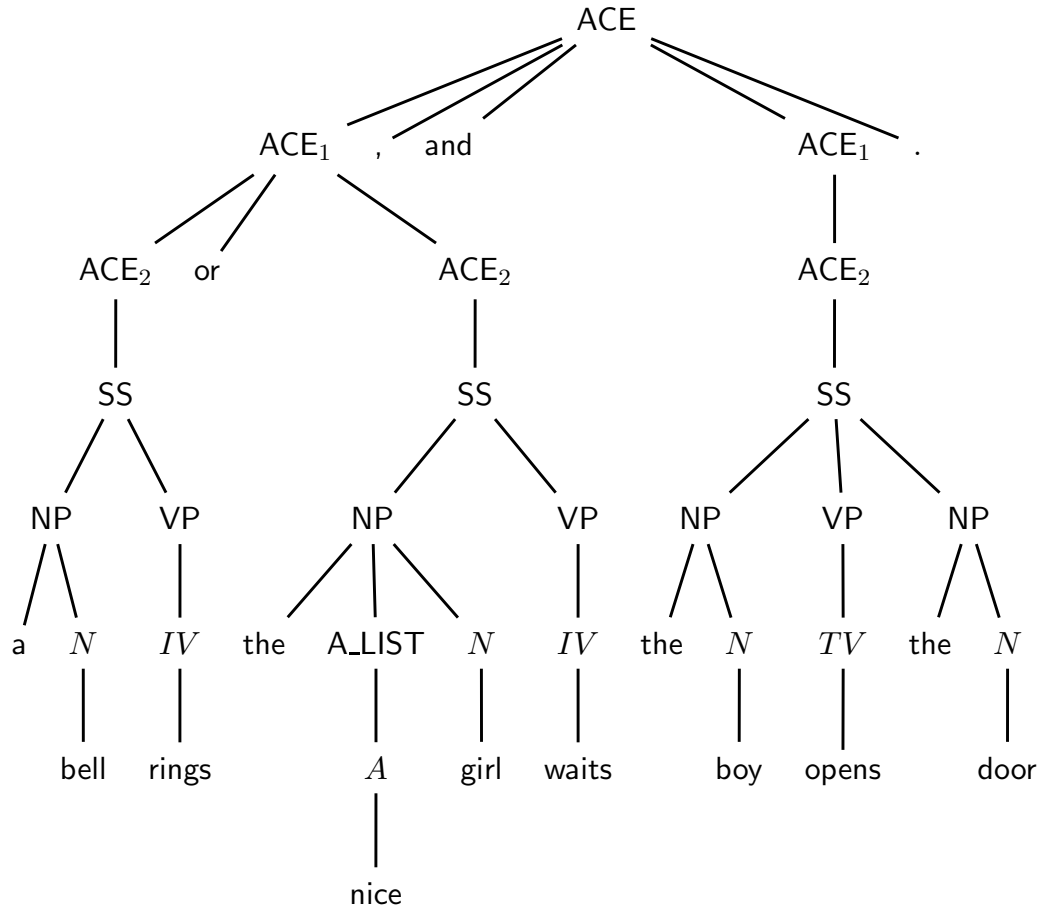 ACE
ACE₁ , and ACE₁ .
ACE₂ or ACE₂ ACE₂
SS SS SS
NP VP NP VP NP VP NP
a N IV the A_LIST N IV the N TV the N
bell rings A girl waits boy opens door
nice